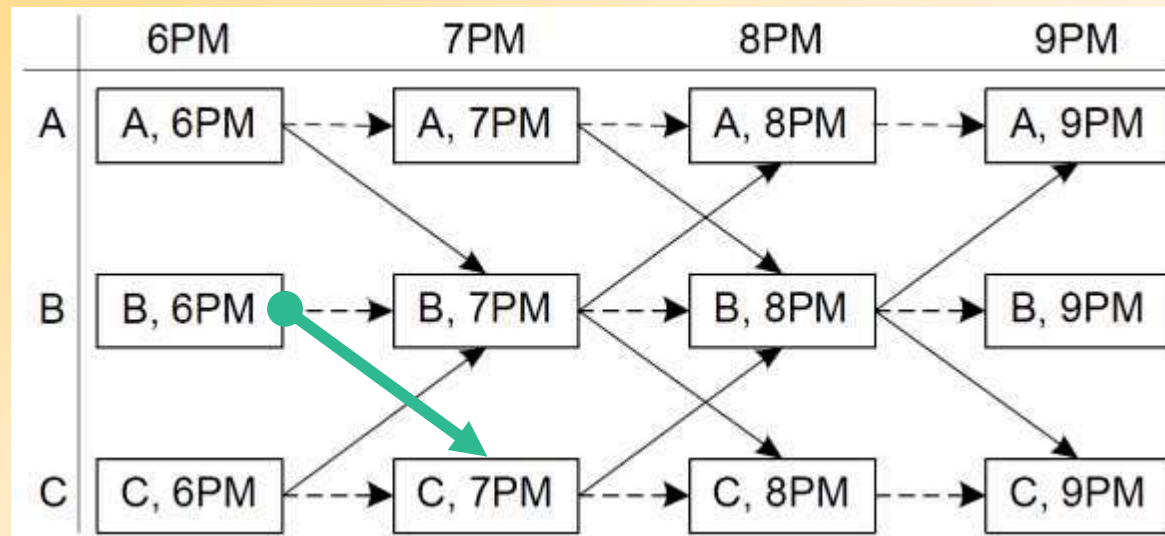 6PM 7PM 8PM 9PM
A A, 6PM A, 7PM A, 8PM A, 9PM
B B, 6PM B, 7PM B, 8PM B, 9PM
C C, 6PM C, 7PM C, 8PM C, 9PM